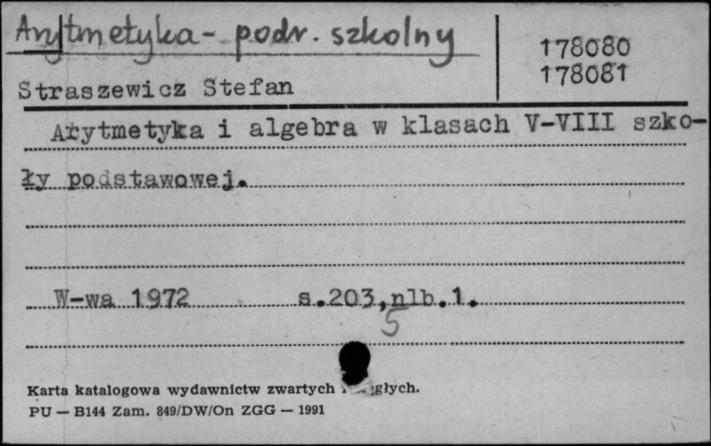 Arytmetyka - podr. szkolny
178080
178081
Straszewicz Stefan
Arytmetyka i algebra w klasach V-VIII szko-
ły podstawowej.
W-wa 1972 s.203,nlb.1.
5
Karta katalogowa wydawnictw zwartych
PU — B144 Zam. 849/DW/On ZGG — 1991